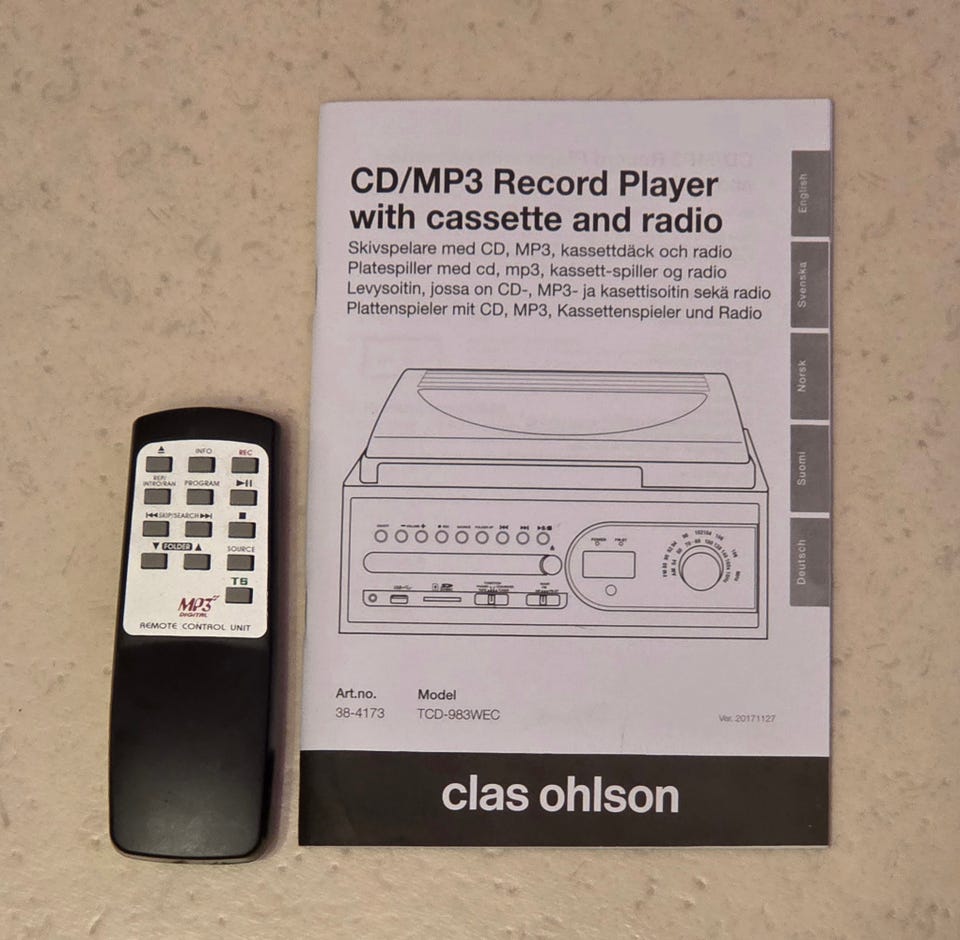 CD/MP3 Record Player
with cassette and radio
Skivspelare med CD, MP3, kassettdäck och radio
Platespiller med cd, mp3, kassett-spiller og radio
Levysoitin, jossa on CD-, MP3- ja kasettisoitin sekä radio
Plattenspieler mit CD, MP3, Kassettenspieler und Radio
English
Svenska
Norsk
Suomi
Deutsch
Art.no. Model
38-4173 TCD-983WEC
Ver. 20171127
clas ohlson
INFO REC
REP/
INTRO/RAN PROGRAM
SKIP/SEARCH
FOLDER SOURCE
TS
MP3
DIGITAL
REMOTE CONTROL UNIT